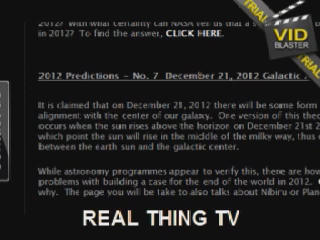 2012? With what certainty can NASA tell us that a
in 2012? To find the answer, CLICK HERE.
TRIAL
VID
BLASTER
TRIAL
2012 Predictions – No. 7 December 21, 2012 Galactic
It is claimed that on December 21, 2012 there will be some form
alignment with the center of our galaxy. One version of this
occurs when the sun rises above the horizon on December 21st
which point the sun will rise in the middle of the milky way, thus
between the earth sun and the galactic center.
While astronomy programmes appear to verify this, there are
problems with building a case for the end of the world in 2012.
why. The page you will be take to also talks about Nibiru or
REAL THING TV